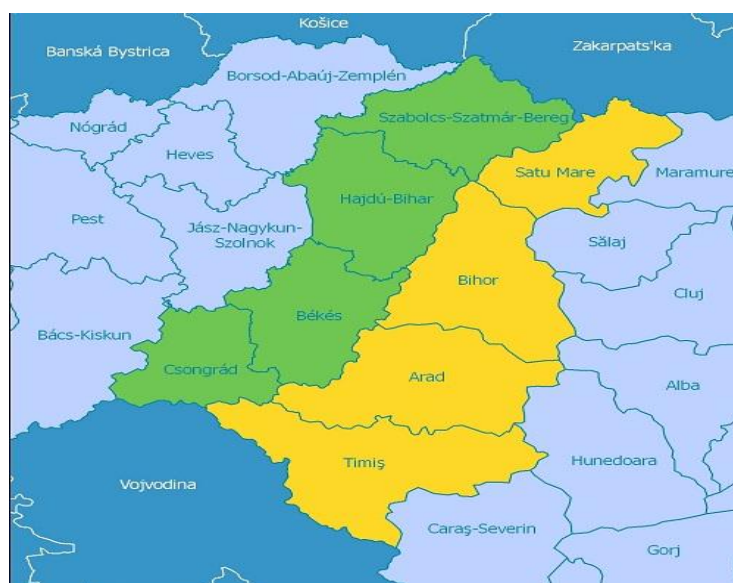 Košice
Banská Bystrica
Zakarpats'ka
Borsod-Abaúj-Zemplén
Szabolcs-Szatmár-Bereg
Nógrád
Heves
Satu Mare
Maramure
Hajdú-Bihar
Pest
Jász-Nagykun-
Szolnok
Sălaj
Bihor
Cluj
Békés
Bács-Kiskun
Csongrád
Arad
Alba
Timiş
Hunedoara
Vojvodina
Caraş-Severin
Gorj